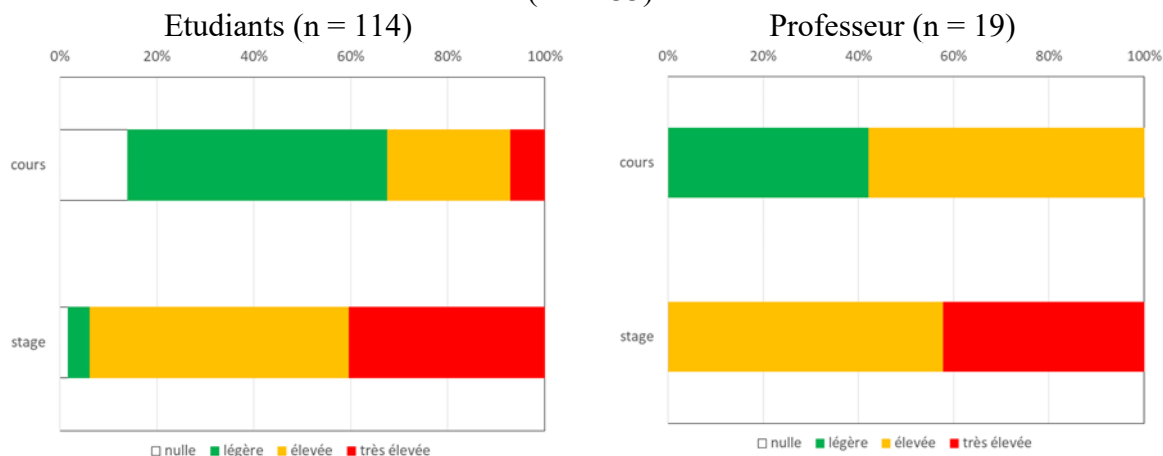 Etudiants (n = 114)
0% 20% 40% 60% 80% 100%
cours
stage
nulle légère élevée très élevée
Professeur (n = 19)
0% 20% 40% 60% 80% 100%
cours
stage
nulle légère élevée très élevée